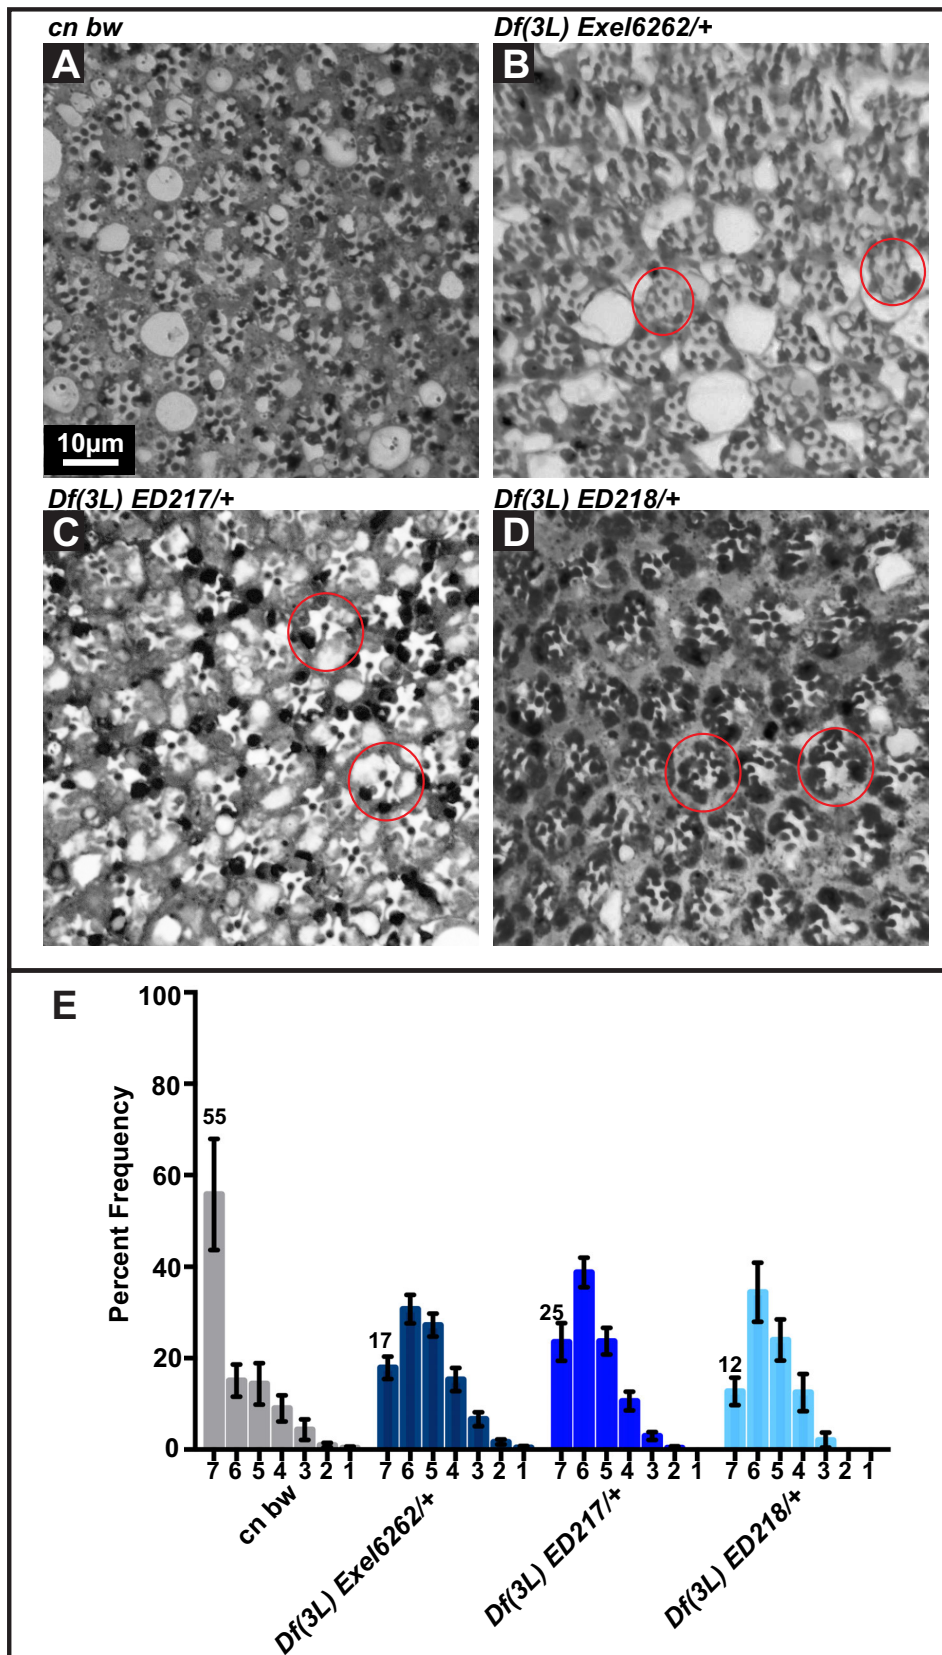 cn bw
Df(3L) Exel6262/+
A
B
10µm
Df(3L) ED217/+
Df(3L) ED218/+
C
D
E
Percent Frequency
100
80
60
40
20
0
55
17
25
12
7 6 5 4 3 2 1
7 6 5 4 3 2 1
7 6 5 4 3 2 1
7 6 5 4 3 2 1
cn bw
Df(3L) Exel6262/+
Df(3L) ED217/+
Df(3L) ED218/+